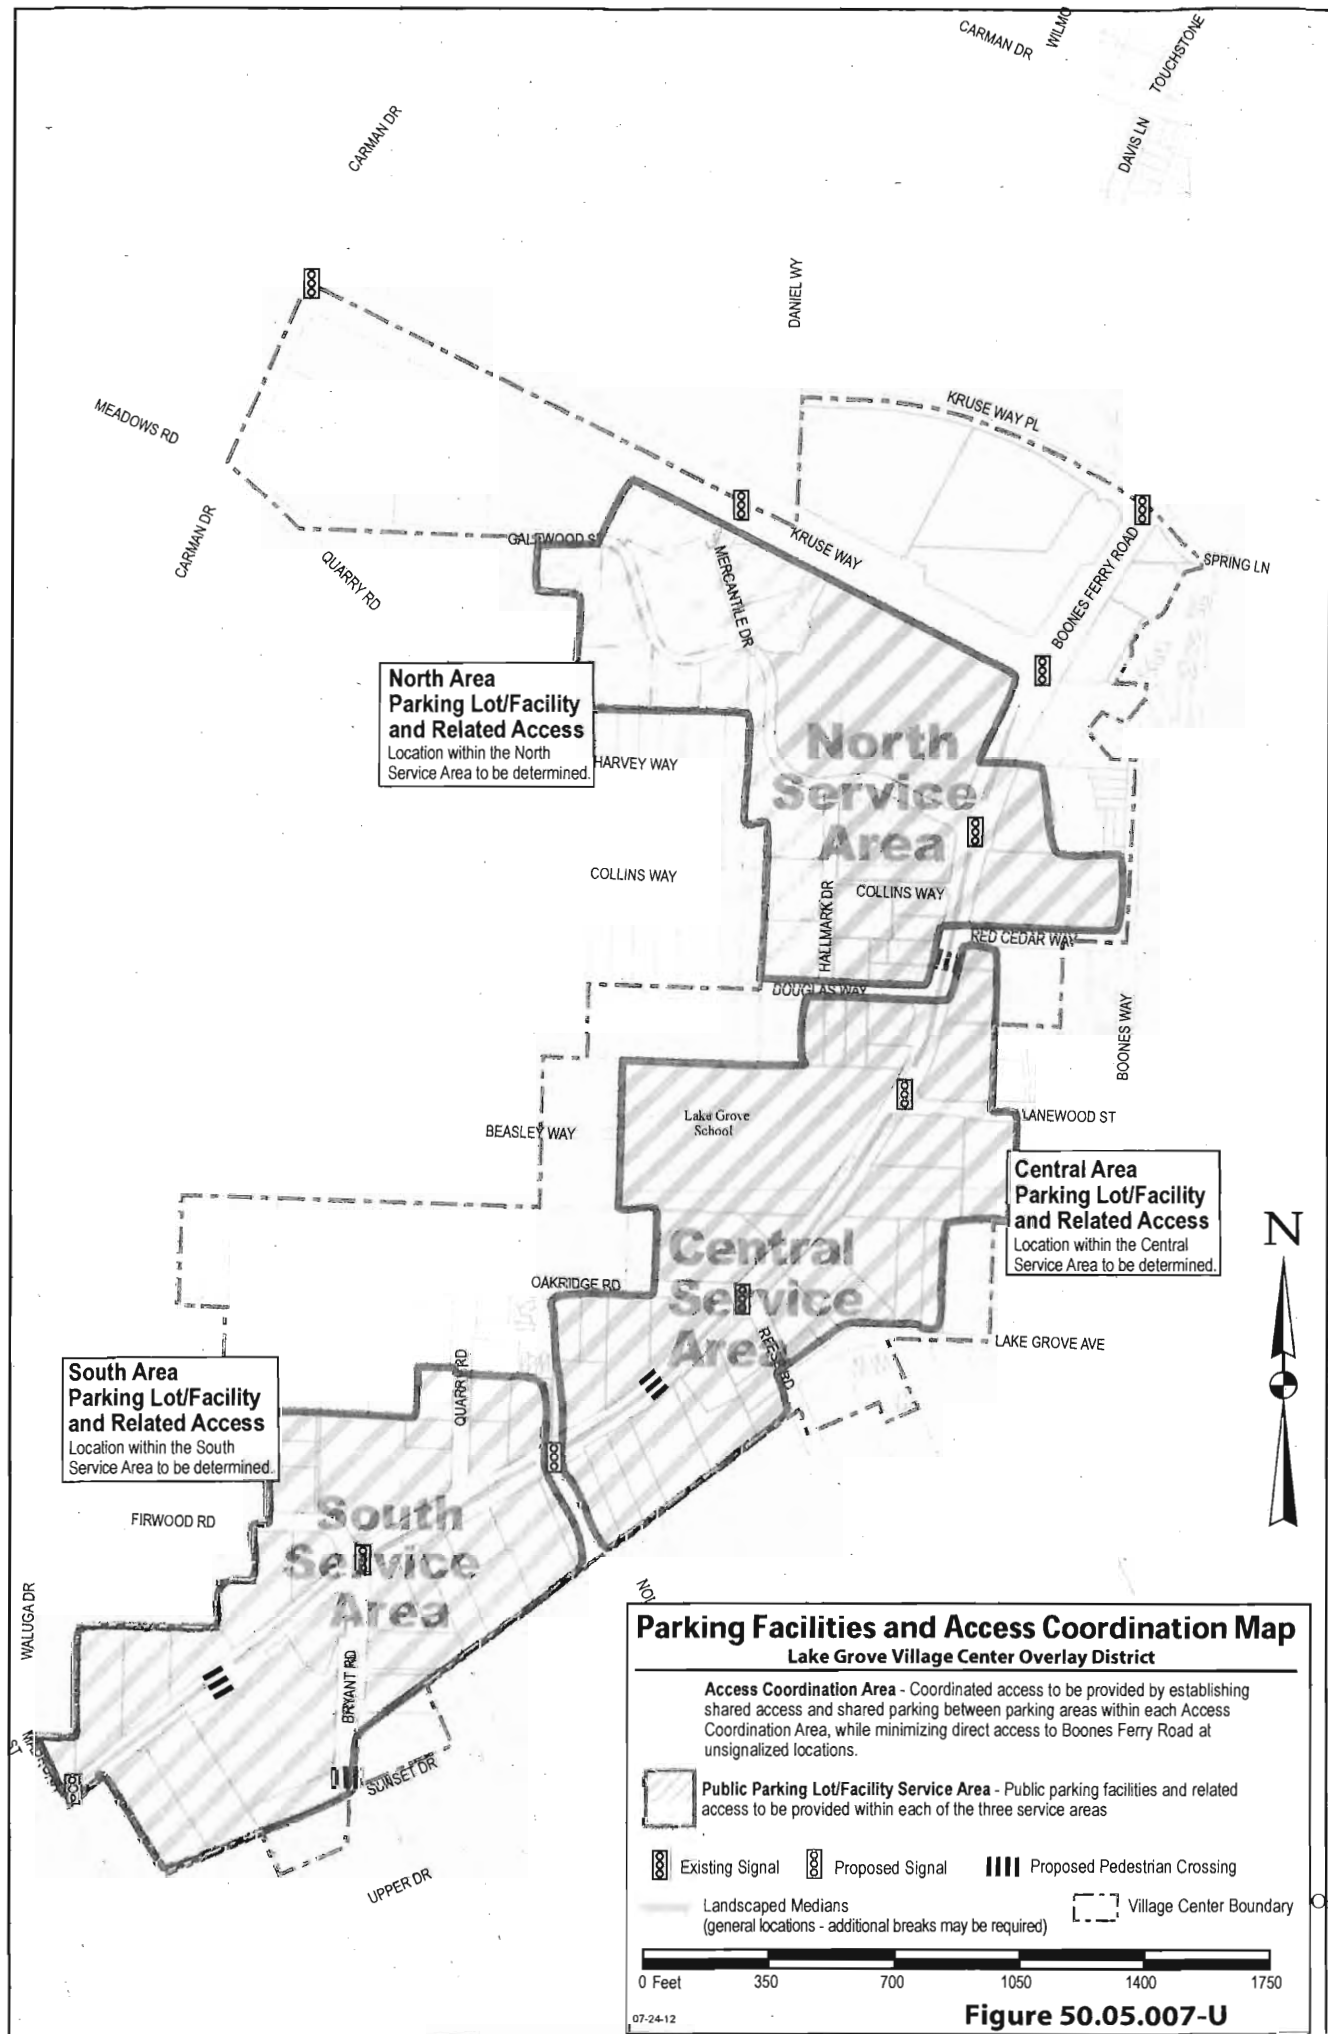 CARMAN DR
TOUCHSTONE
CARMAN DR
DAVIS LN
DANIEL WY
MEADOWS RD
KRUSE WAY PL
CARMAN DR
QUARRY RD
KRUSE WAY
MERCANTILE DR
BOONES FERRY ROAD
SPRING LN
North Area
Parking Lot/Facility
and Related Access
Location within the North
Service Area to be determined.
HARVEY WAY
North
Service
Area
COLLINS WAY
HALLMARK DR
COLLINS WAY
RED CEDAR WAY
DOUGLAS WAY
BOONES WAY
Lake Grove
School
BEASLEY WAY
LANEWOOD ST
Central Area
Parking Lot/Facility
and Related Access
Location within the Central
Service Area to be determined.
N
Central
Service
Area
OAKRIDGE RD
LAKE GROVE AVE
South Area
Parking Lot/Facility
and Related Access
Location within the South
Service Area to be determined.
QUARRY RD
FIRWOOD RD
South
Service
Area
WALUGA DR
BRYANT RD
SUNSET DR
UPPER DR
Parking Facilities and Access Coordination Map
Lake Grove Village Center Overlay District
Access Coordination Area - Coordinated access to be provided by establishing
shared access and shared parking between parking areas within each Access
Coordination Area, while minimizing direct access to Boones Ferry Road at
unsignalized locations.
Public Parking Lot/Facility Service Area - Public parking facilities and related
access to be provided within each of the three service areas
Existing Signal
Proposed Signal
Proposed Pedestrian Crossing
Landscaped Medians
(general locations - additional breaks may be required)
Village Center Boundary
0 Feet 350 700 1050 1400 1750
07-24-12
Figure 50.05.007-U